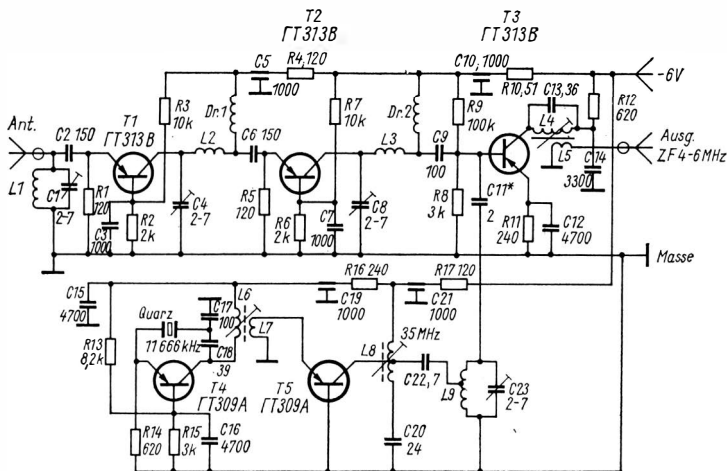 T2
ГТ313В
T3
ГТ313В
C5
1000
R4,120
C10,1000
R10,51
C13,36
-6V
Ant.
C2 150
T1
ГТ313В
R3
10k
Dr.1
L2
C6 150
R7
10k
Dr.2
L3
C9
100
R9
100k
L4
L5
R12
620
C14
3300
Ausg.
ZF 4-6MHz
L1
C1
2-7
R1
120
C3
1000
R2
2k
C4
2-7
R5
120
R6
2k
C7
1000
C8
2-7
R8
3k
C11*
2
R11
240
C12
4700
Masse
C15
4700
R13
8,2k
Quarz
11 666 kHz
C17
100
C18
39
L6
L7
C19
1000
R16 240
C21
1000
R17 120
T4
ГТ309А
T5
ГТ309А
L8
35 MHz
C22,7
L9
C23
2-7
R14
620
R15
3k
C16
4700
C20
24